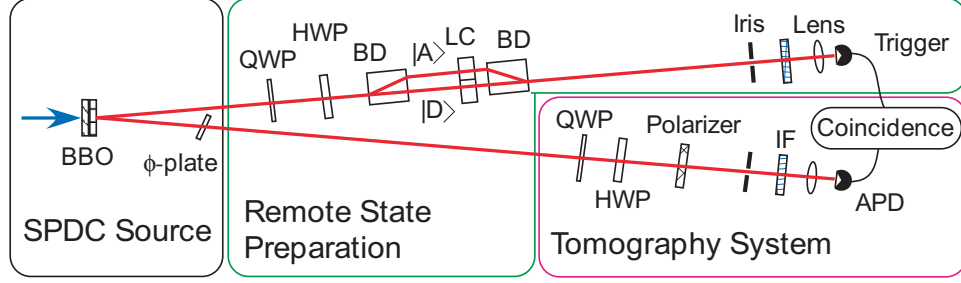 QWP
HWP
BD
|A>
LC
BD
|D>
Iris
Lens
Trigger
BBO
ϕ-plate
QWP
HWP
Polarizer
IF
Coincidence
APD
SPDC Source
Remote State
Preparation
Tomography System